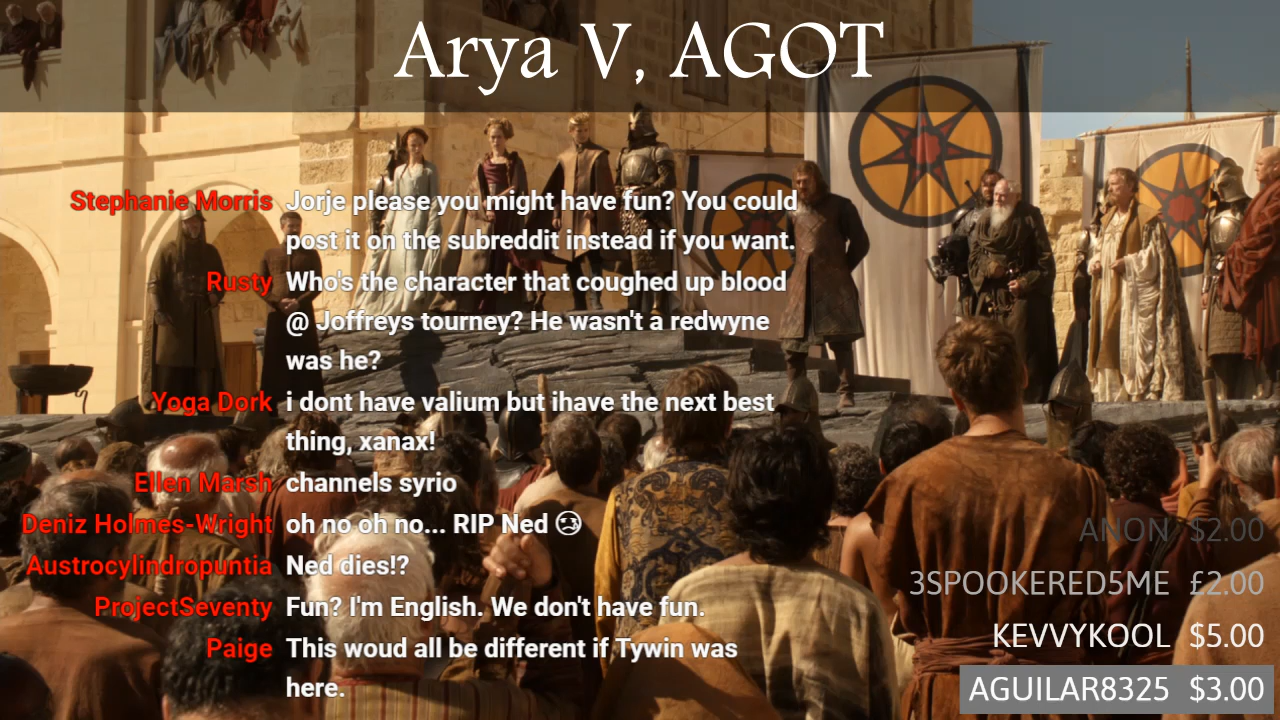 Arya V, AGOT
Stephanie Morris Jorje please you might have fun? You could
post it on the subreddit instead if you want.
Rusty Who's the character that coughed up blood
@ Joffreys tourney? He wasn't a redwyne
was he?
Yoga Dork i dont have valium but ihave the next best
thing, xanax!
Ellen Marsh channels syrio
Deniz Holmes-Wright oh no oh no... RIP Ned 😢
Austrocylindropuntia Ned dies!?
ProjectSeventy Fun? I'm English. We don't have fun.
Paige This woud all be different if Tywin was
here.
ANON $2.00
3SPOOKERED5ME £2.00
KEVVYKOOL $5.00
AGUILAR8325 $3.00